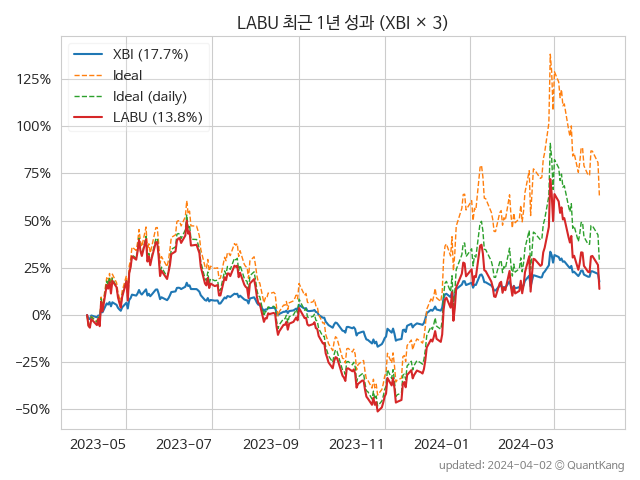 LABU 최근 1년 성과 (XBI × 3)
XBI (17.7%)
Ideal
Ideal (daily)
LABU (13.8%)
125%
100%
75%
50%
25%
0%
−25%
−50%
2023-05 2023-07 2023-09 2023-11 2024-01 2024-03
updated: 2024-04-02 © QuantKang